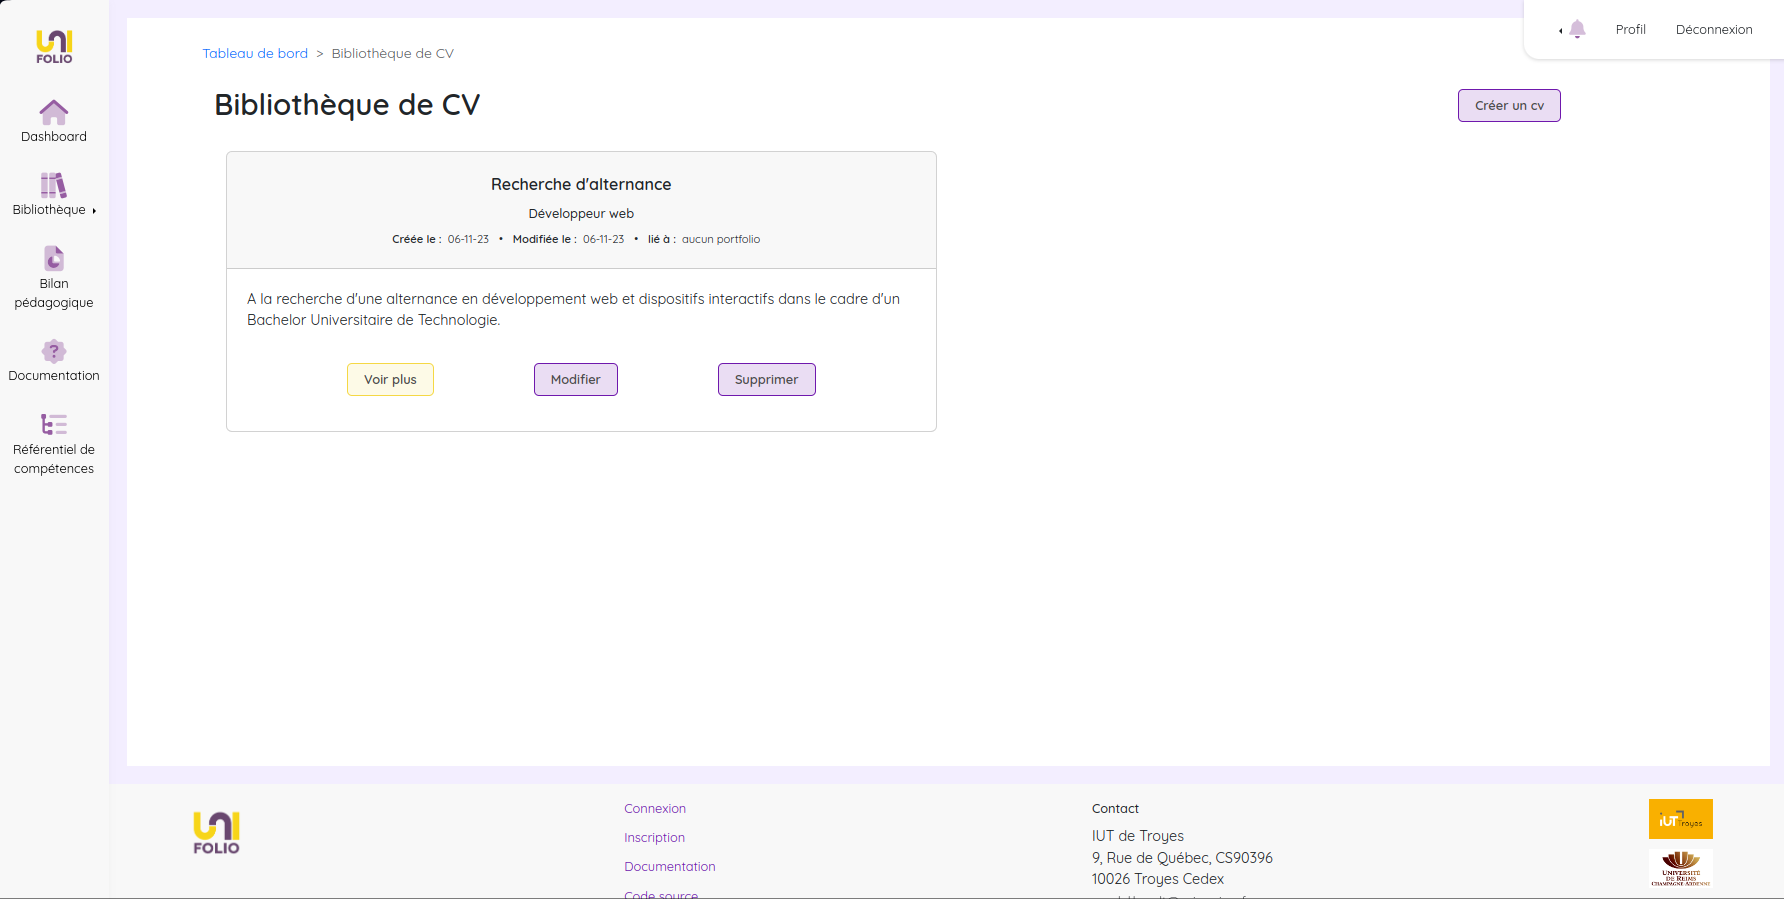 UNI
FOLIO
Dashboard
Bibliothèque
Bilan
pédagogique
Documentation
Référentiel de
compétences
Profil
Déconnexion
Tableau de bord > Bibliothèque de CV
Bibliothèque de CV
Créer un cv
Recherche d'alternance
Développeur web
Créée le : 06-11-23 • Modifiée le : 06-11-23 • lié à : aucun portfolio
A la recherche d'une alternance en développement web et dispositifs interactifs dans le cadre d'un
Bachelor Universitaire de Technologie.
Voir plus
Modifier
Supprimer
UNI
FOLIO
Connexion
Inscription
Documentation
Code source
Contact
IUT de Troyes
9, Rue de Québec, CS90396
10026 Troyes Cedex
iUT Troyes
UNIVERSITÉ
DE REIMS
CHAMPAGNE-ARDENNE